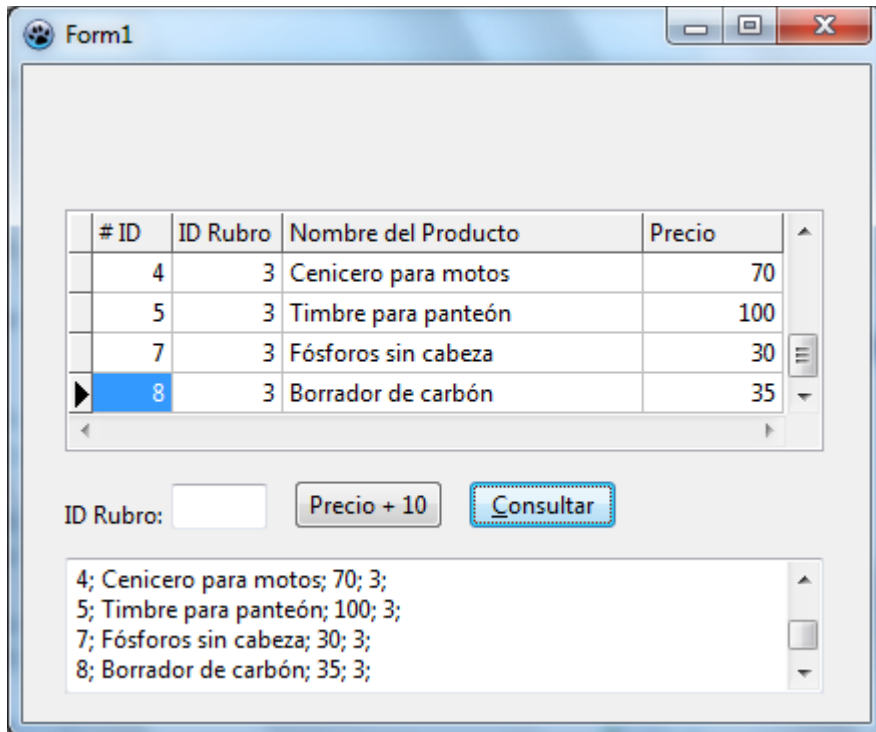 Form1
# ID ID Rubro Nombre del Producto Precio
4 3 Cenicero para motos 70
5 3 Timbre para panteón 100
7 3 Fósforos sin cabeza 30
8 3 Borrador de carbón 35
ID Rubro: Precio + 10 Consultar
4; Cenicero para motos; 70; 3;
5; Timbre para panteón; 100; 3;
7; Fósforos sin cabeza; 30; 3;
8; Borrador de carbón; 35; 3;